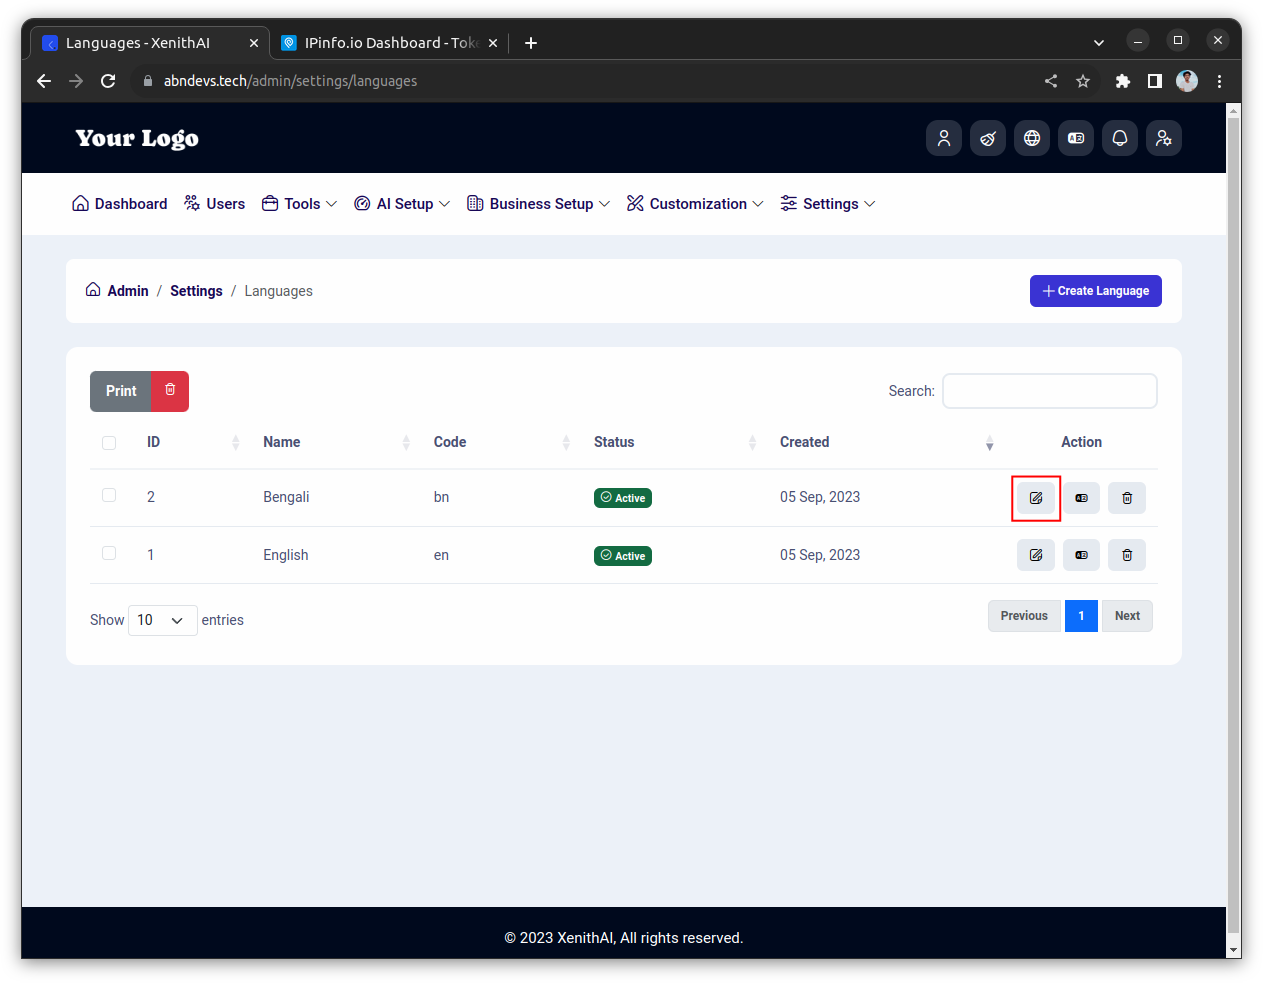 Languages - XenithAI
IPinfo.io Dashboard - Toke
abndevs.tech/admin/settings/languages
Your Logo
Dashboard Users Tools AI Setup Business Setup Customization Settings
Admin / Settings / Languages
Create Language
Print
Search:
ID Name Code Status Created Action
2 Bengali bn Active 05 Sep, 2023
1 English en Active 05 Sep, 2023
Show 10 entries
Previous 1 Next
© 2023 XenithAI, All rights reserved.